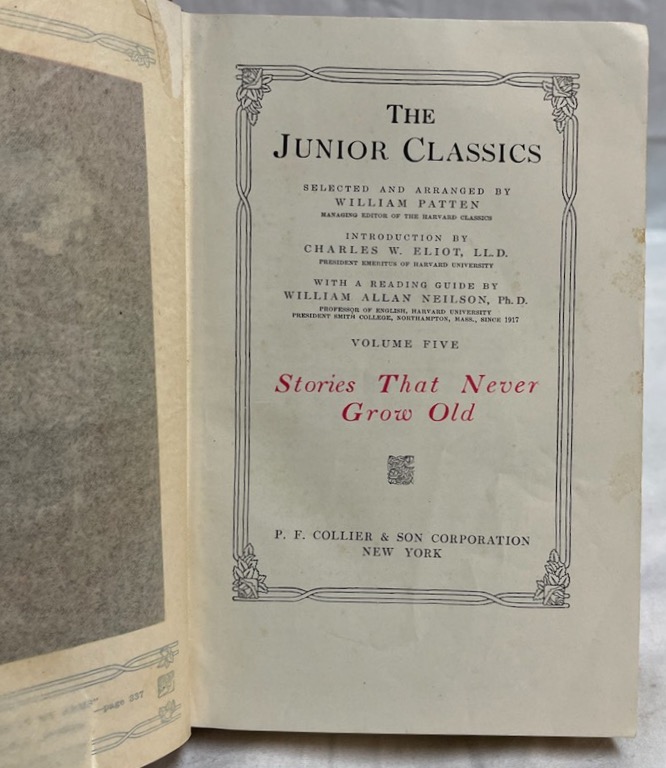 THE
JUNIOR CLASSICS
SELECTED AND ARRANGED BY
WILLIAM PATTEN
MANAGING EDITOR OF THE HARVARD CLASSICS
INTRODUCTION BY
CHARLES W. ELIOT, LL.D.
PRESIDENT EMERITUS OF HARVARD UNIVERSITY
WITH A READING GUIDE BY
WILLIAM ALLAN NEILSON, Ph.D.
PROFESSOR OF ENGLISH, HARVARD UNIVERSITY
PRESIDENT SMITH COLLEGE, NORTHAMPTON, MASS., SINCE 1917
VOLUME FIVE
Stories That Never
Grow Old
P. F. COLLIER & SON CORPORATION
NEW YORK
—page 337